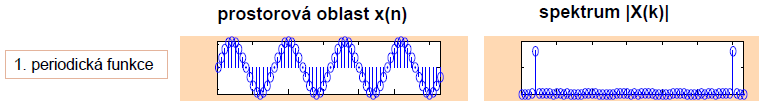 prostorová oblast x(n)
spektrum |X(k)|
1. periodická funkce